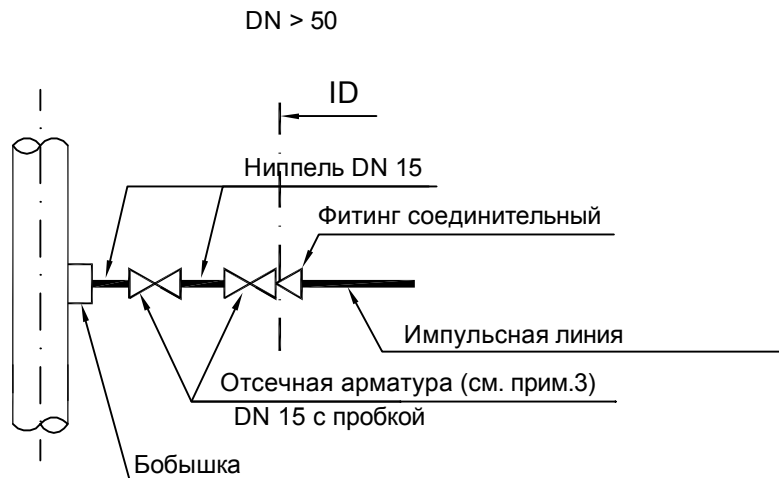 DN > 50
ID
Ниппель DN 15
Фитинг соединительный
Импульсная линия
Отсечная арматура (см. прим.3)
DN 15 с пробкой
Бобышка